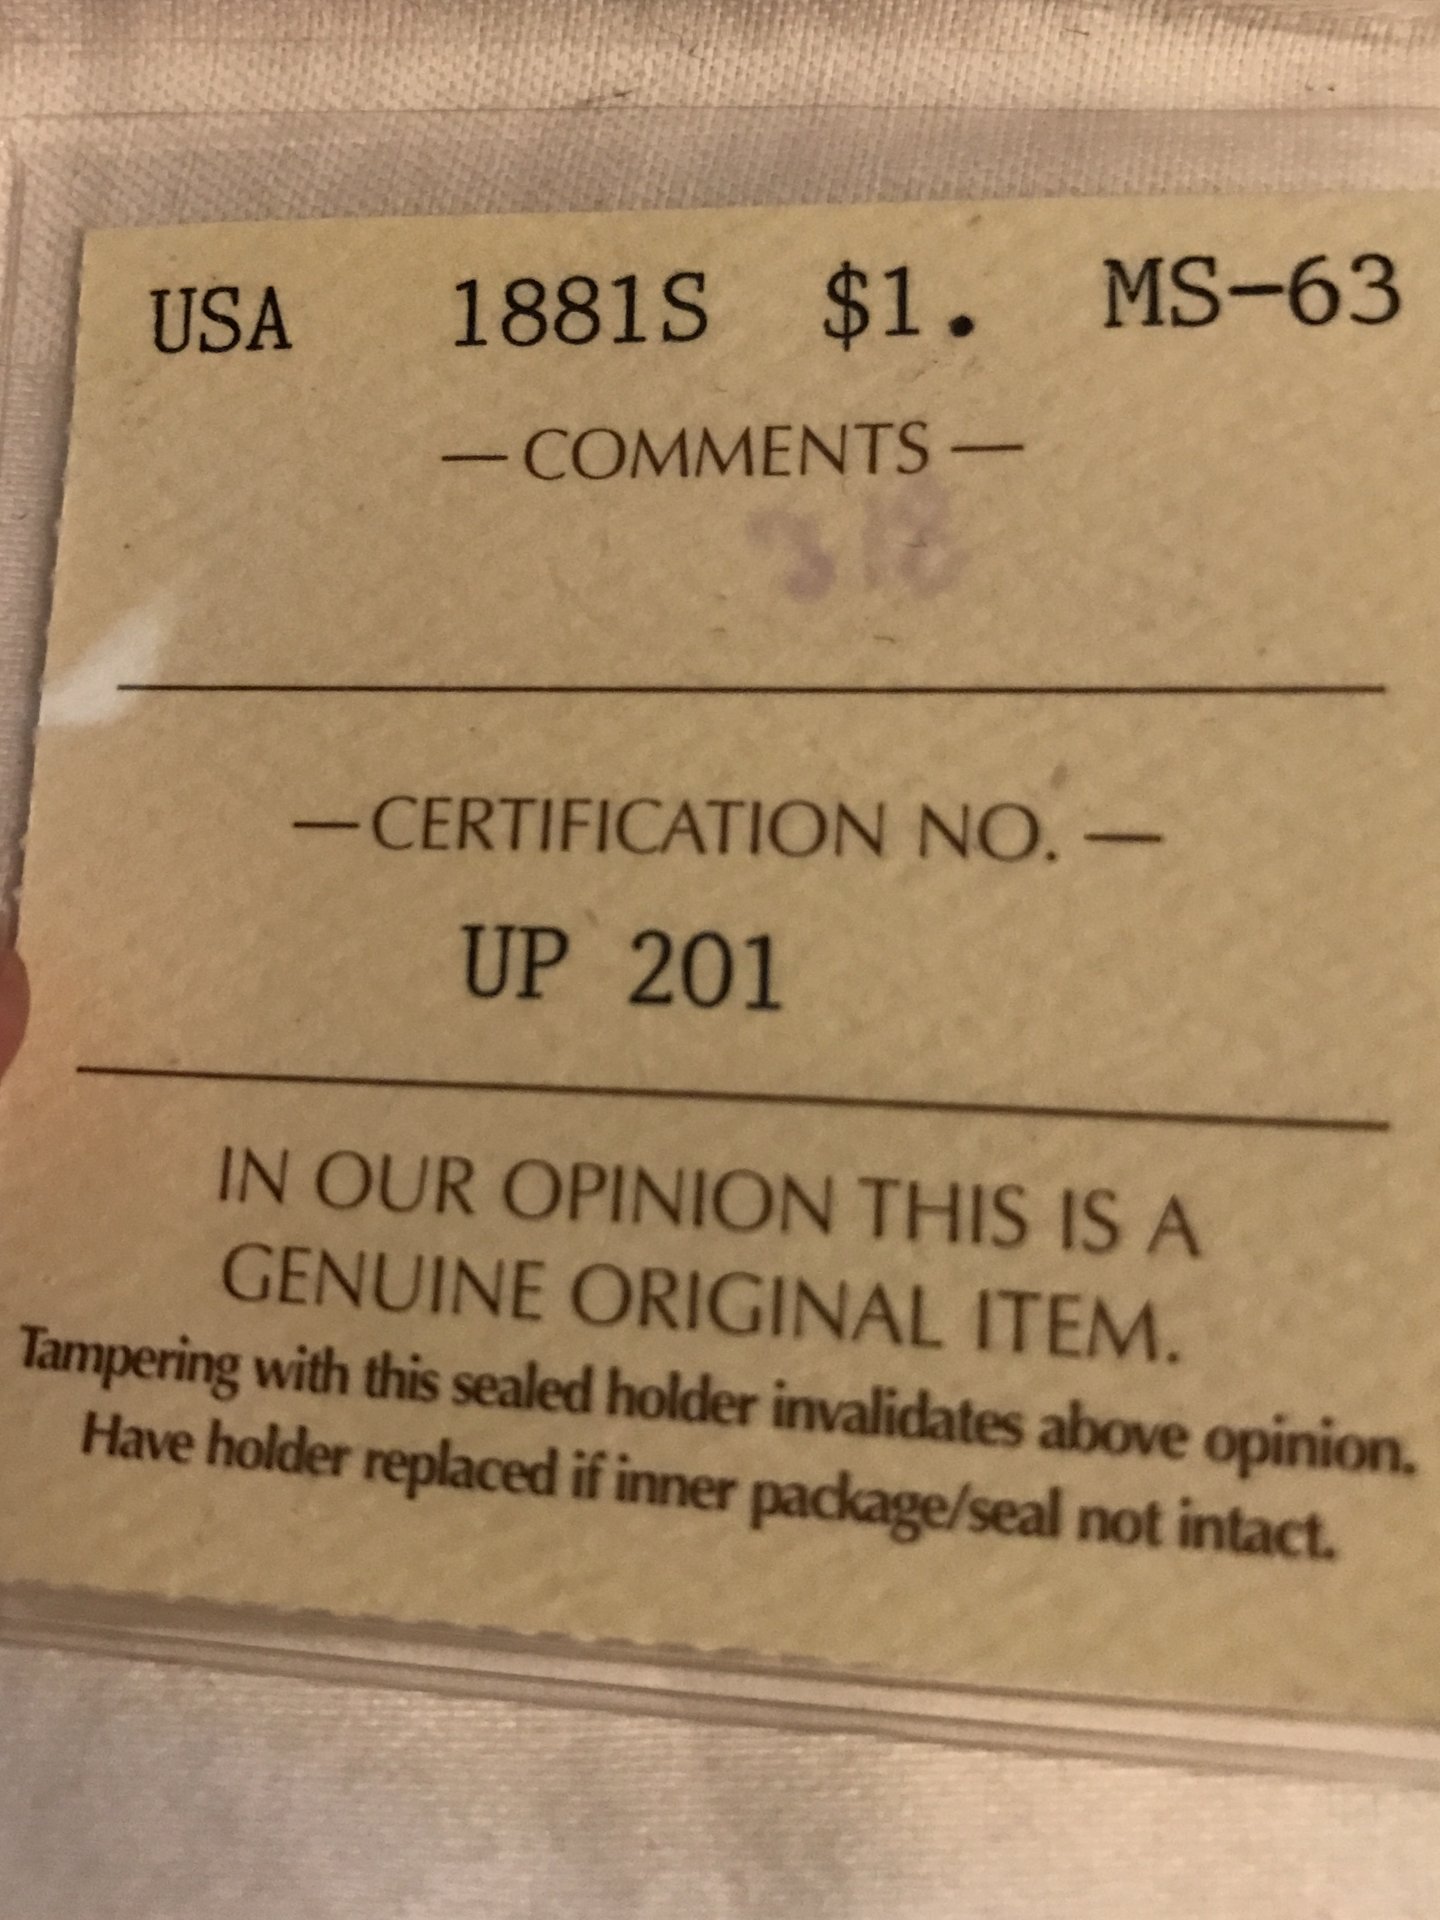 USA 1881S $1. MS-63
— COMMENTS —
318
— CERTIFICATION NO. —
UP 201
IN OUR OPINION THIS IS A
GENUINE ORIGINAL ITEM.
Tampering with this sealed holder invalidates above opinion.
Have holder replaced if inner package/seal not intact.